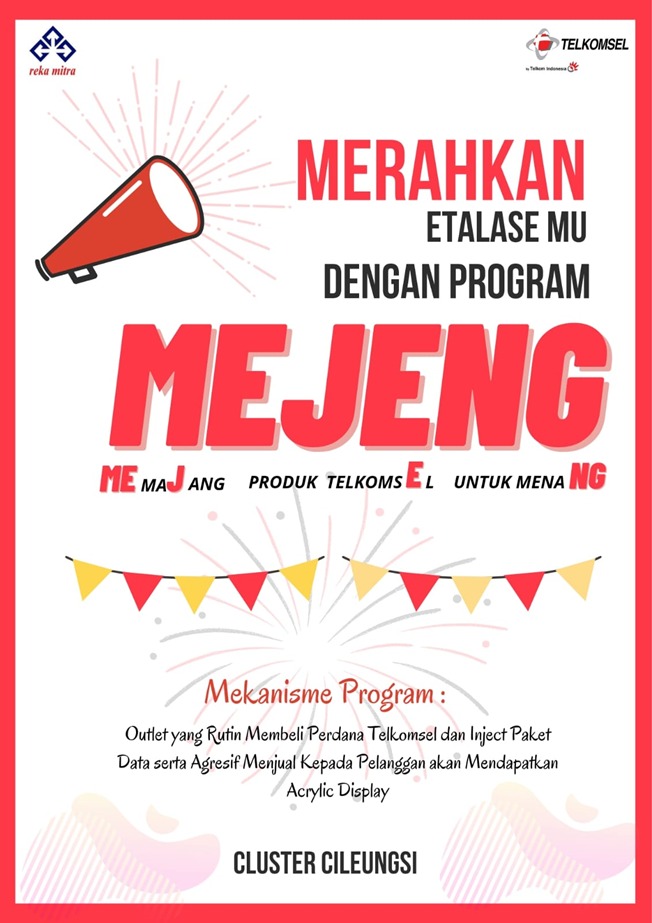 reka mitra
TELKOMSEL
by Telkom Indonesia
MERAHKAN
ETALASE MU
DENGAN PROGRAM
MEJENG
MEMAJANG PRODUK TELKOMSEL UNTUK MENANG
Mekanisme Program :
Outlet yang Rutin Membeli Perdana Telkomsel dan Inject Paket
Data serta Agresif Menjual Kepada Pelanggan akan Mendapatkan
Acrylic Display
CLUSTER CILEUNGSI